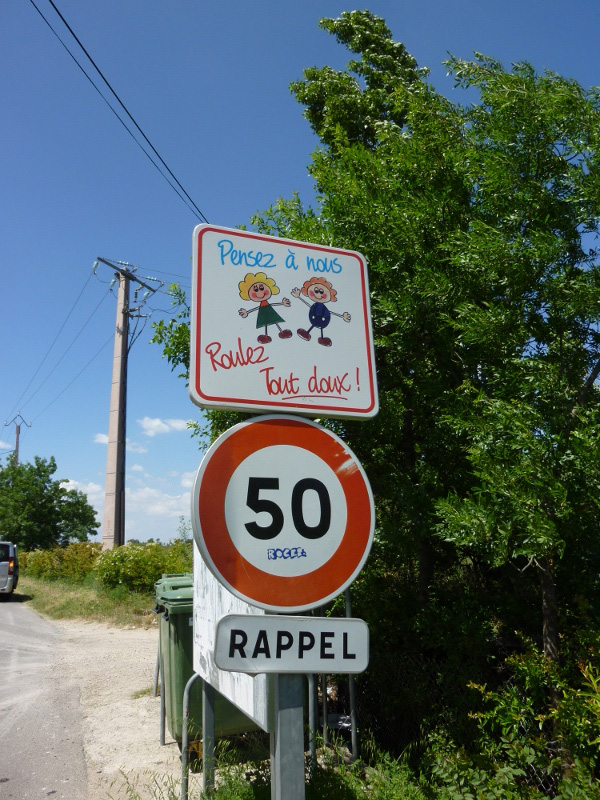 Pensez à nous
Roulez
Tout doux !
50
RAPPEL